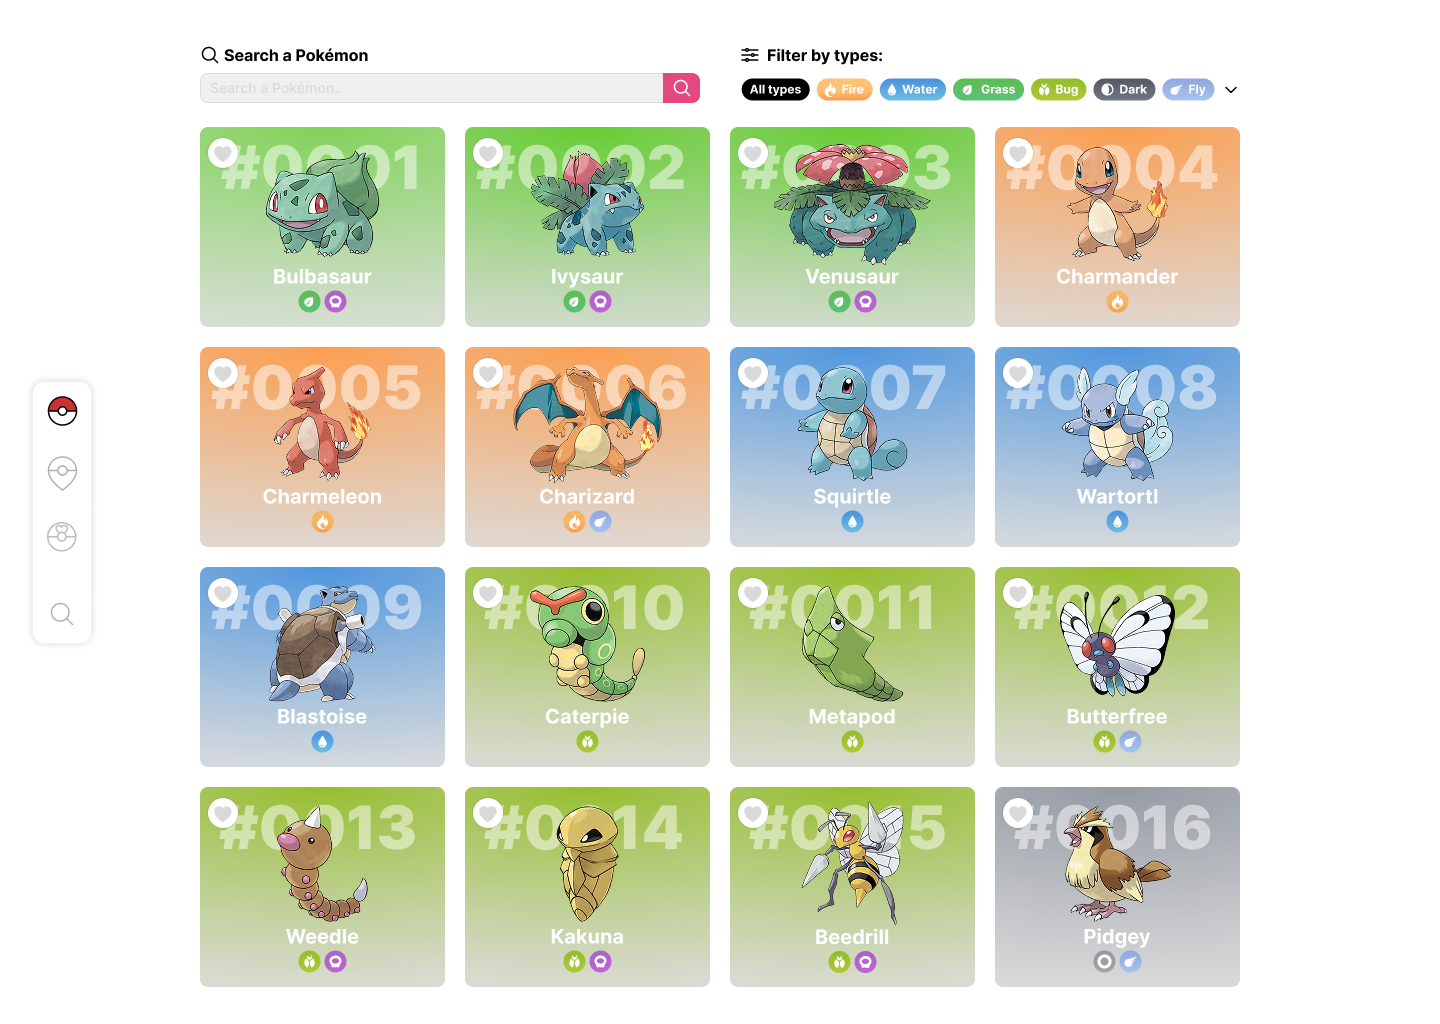 Search a Pokémon
Search a Pokémon..
Filter by types:
All types
Fire
Water
Grass
Bug
Dark
Fly
#0001
Bulbasaur
#0002
Ivysaur
#0003
Venusaur
#0004
Charmander
#0005
Charmeleon
#0006
Charizard
#0007
Squirtle
#0008
Wartortl
#0009
Blastoise
#0010
Caterpie
#0011
Metapod
#0012
Butterfree
#0013
Weedle
#0014
Kakuna
#0015
Beedrill
#0016
Pidgey